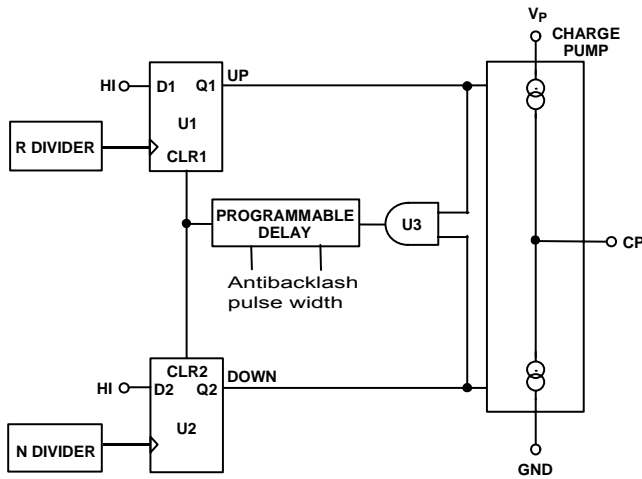 VP
CHARGE
PUMP
HI
D1
Q1
UP
U1
R DIVIDER
CLR1
PROGRAMMABLE
DELAY
U3
CP
Antibacklash
pulse width
CLR2
HI
D2
Q2
DOWN
U2
N DIVIDER
GND